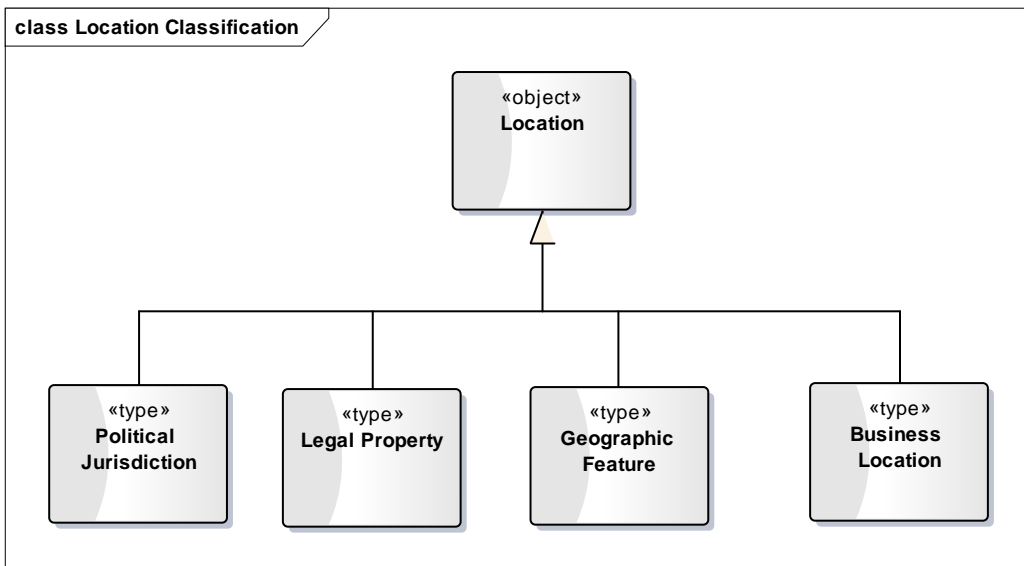 class Location Classification
«object»
Location
«type»
Political
Jurisdiction
«type»
Legal Property
«type»
Geographic
Feature
«type»
Business
Location